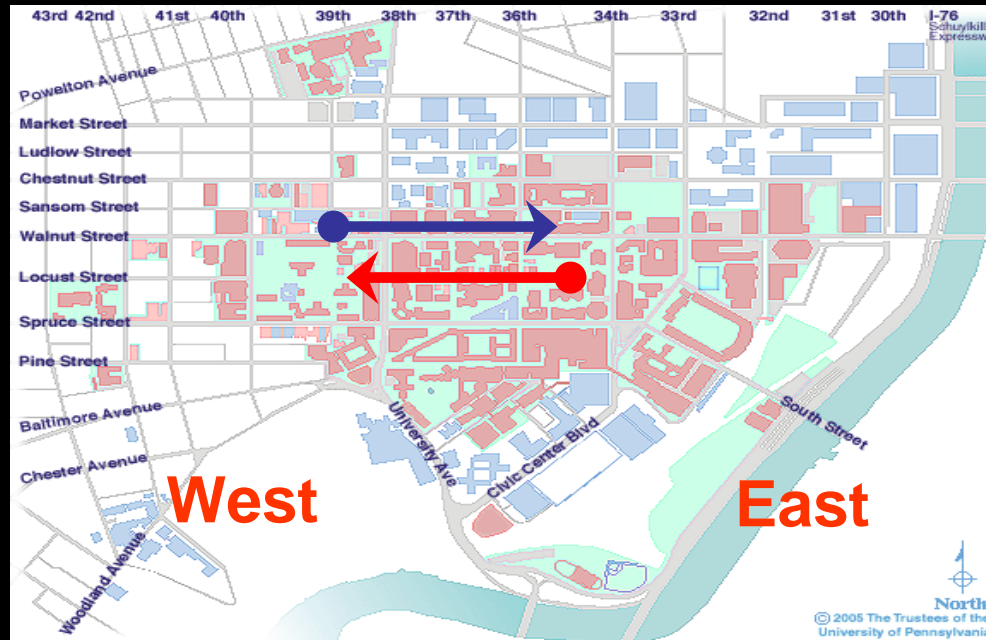 43rd 42nd 41st 40th 39th 38th 37th 36th 34th 33rd 32nd 31st 30th I-76
Schuylkill
Expressw
Powelton Avenue
Market Street
Ludlow Street
Chestnut Street
Sansom Street
Walnut Street
Locust Street
Spruce Street
Pine Street
Baltimore Avenue
Chester Avenue
Woodland Avenue
University Ave
Civic Center Blvd
South Street
West
East
North
© 2005 The Trustees of the
University of Pennsylvania